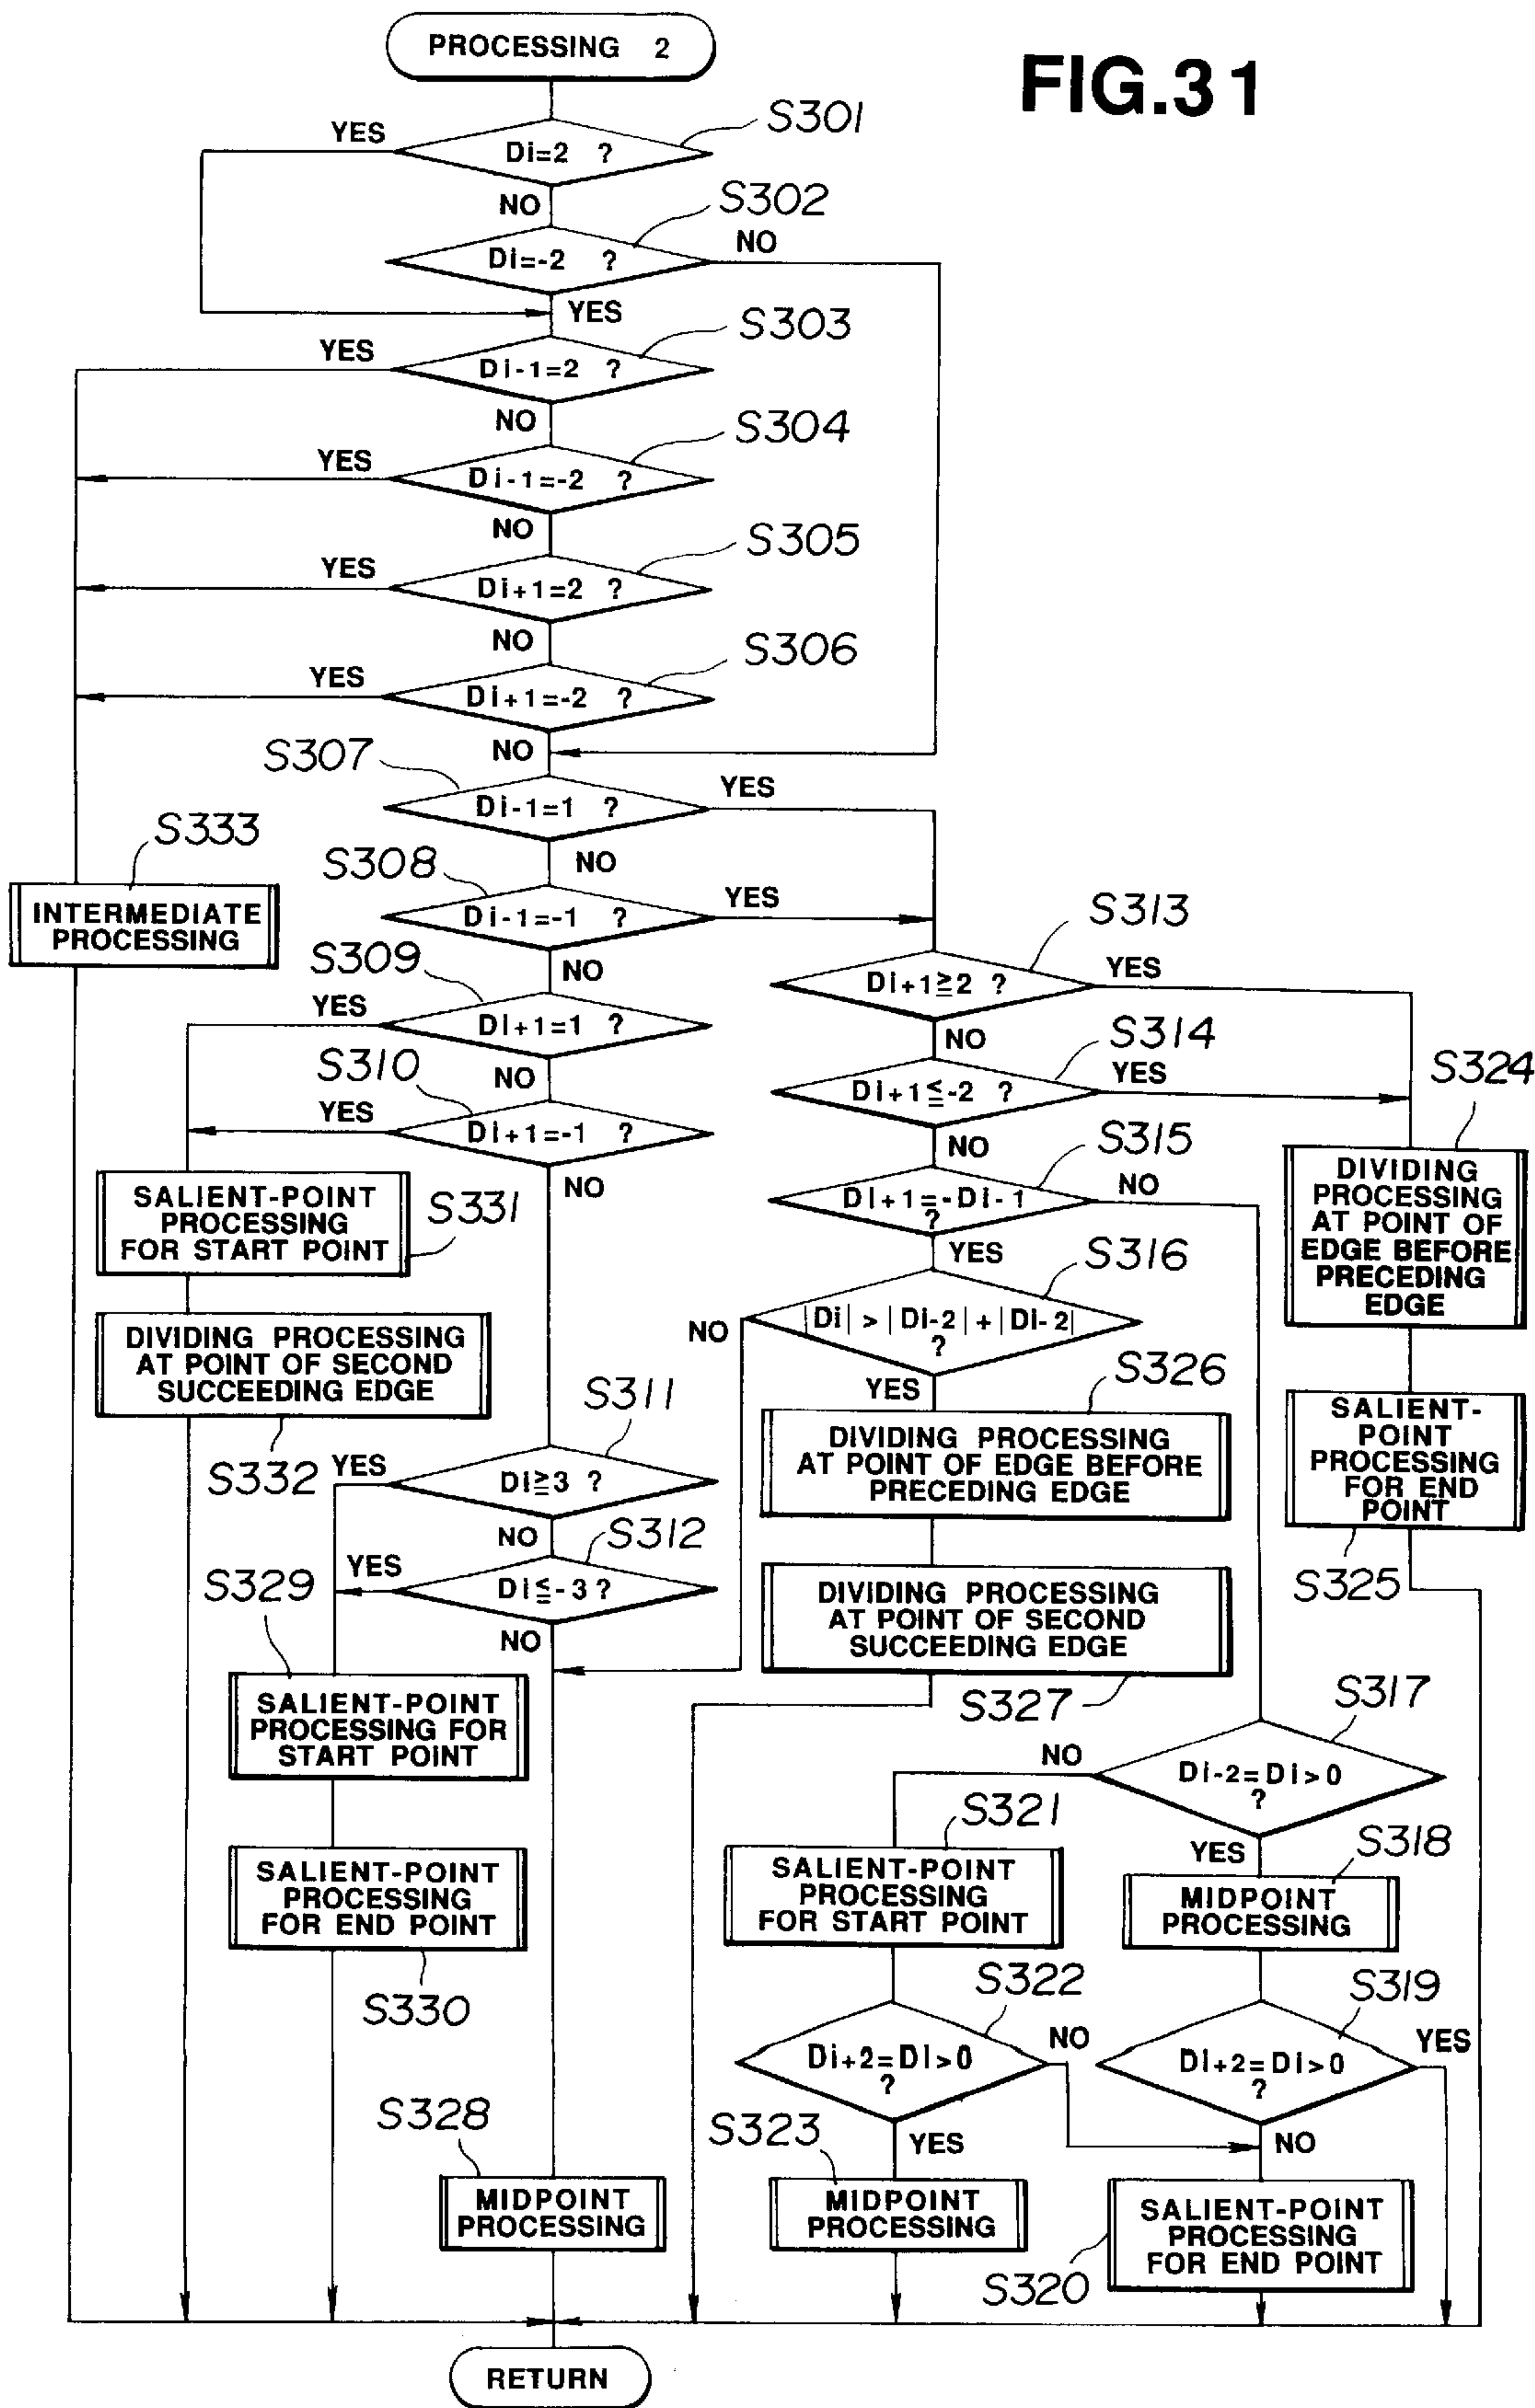 PROCESSING 2
FIG.31
S301
YES
Di=2 ?
NO
S302
Di=-2 ?
NO
YES
S303
YES
Di-1=2 ?
NO
S304
YES
Di-1=-2 ?
NO
S305
YES
Di+1=2 ?
NO
S306
YES
Di+1=-2 ?
NO
S307
Di-1=1 ?
YES
NO
S333
INTERMEDIATE
PROCESSING
S308
Di-1=-1 ?
YES
NO
S309
YES
Di+1=1 ?
NO
S310
YES
Di+1=-1 ?
NO
S313
Di+1≧2 ?
YES
NO
S314
Di+1≦-2 ?
YES
NO
S315
Di+1=-Di-1
?
NO
YES
S316
|Di| > |Di-2| + |Di-2|
?
NO
YES
S324
DIVIDING
PROCESSING
AT POINT OF
EDGE BEFORE
PRECEDING
EDGE
SALIENT-POINT
PROCESSING
FOR START POINT
S331
DIVIDING PROCESSING
AT POINT OF SECOND
SUCCEEDING EDGE
S332
S311
YES
Di≧3 ?
NO
S312
YES
Di≦-3 ?
NO
S326
DIVIDING PROCESSING
AT POINT OF EDGE BEFORE
PRECEDING EDGE
SALIENT-
POINT
PROCESSING
FOR END
POINT
S325
DIVIDING PROCESSING
AT POINT OF SECOND
SUCCEEDING EDGE
S327
S329
SALIENT-POINT
PROCESSING FOR
START POINT
SALIENT-POINT
PROCESSING
FOR END POINT
S330
S317
NO
Di-2=Di>0
?
YES
S321
SALIENT-POINT
PROCESSING
FOR START POINT
S318
MIDPOINT
PROCESSING
S322
Di+2=Di>0
?
NO
YES
S319
Di+2=Di>0
?
YES
NO
S328
MIDPOINT
PROCESSING
S323
MIDPOINT
PROCESSING
SALIENT-POINT
PROCESSING
FOR END POINT
S320
RETURN